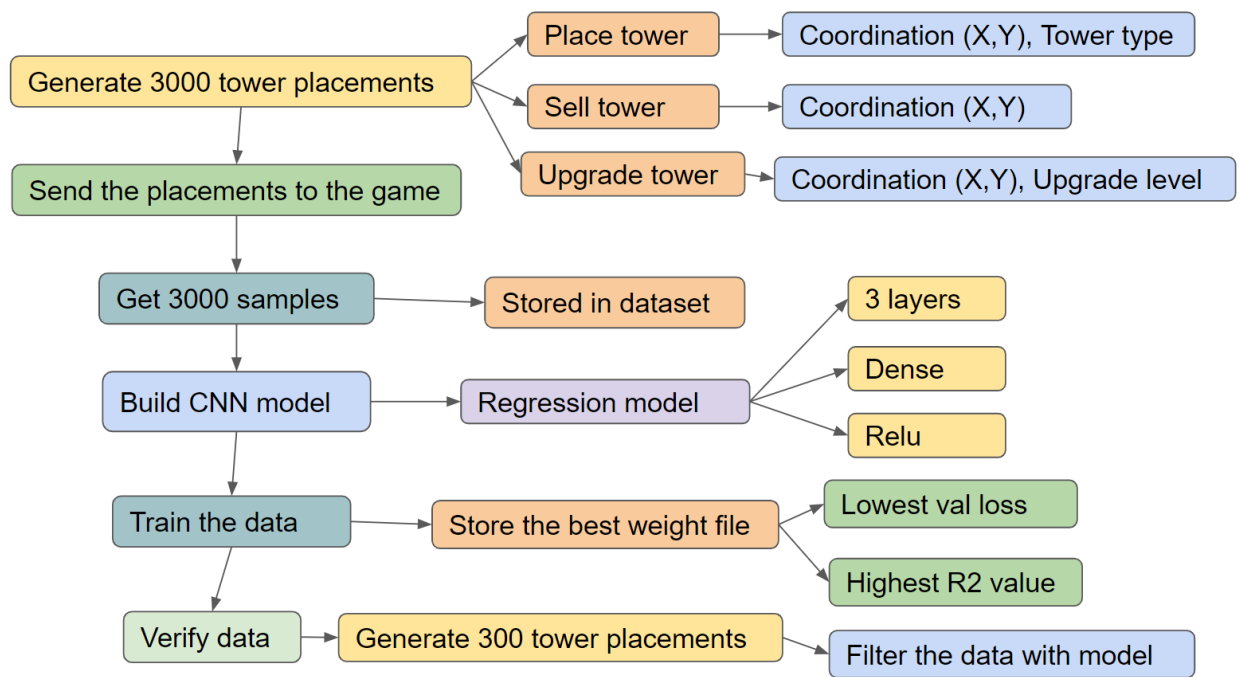 Generate 3000 tower placements
Place tower
Coordination (X,Y), Tower type
Sell tower
Coordination (X,Y)
Upgrade tower
Coordination (X,Y), Upgrade level
Send the placements to the game
Get 3000 samples
Stored in dataset
Build CNN model
Regression model
3 layers
Dense
Relu
Train the data
Store the best weight file
Lowest val loss
Highest R2 value
Verify data
Generate 300 tower placements
Filter the data with model